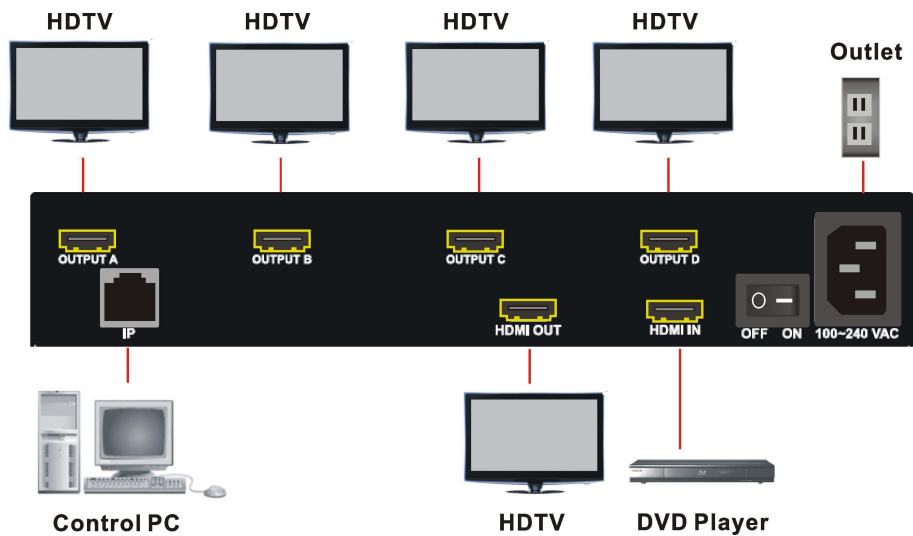 HDTV HDTV HDTV HDTV
Outlet
OUTPUT A OUTPUT B OUTPUT C OUTPUT D
IP HDMI OUT HDMI IN OFF ON 100~240 VAC
Control PC HDTV DVD Player